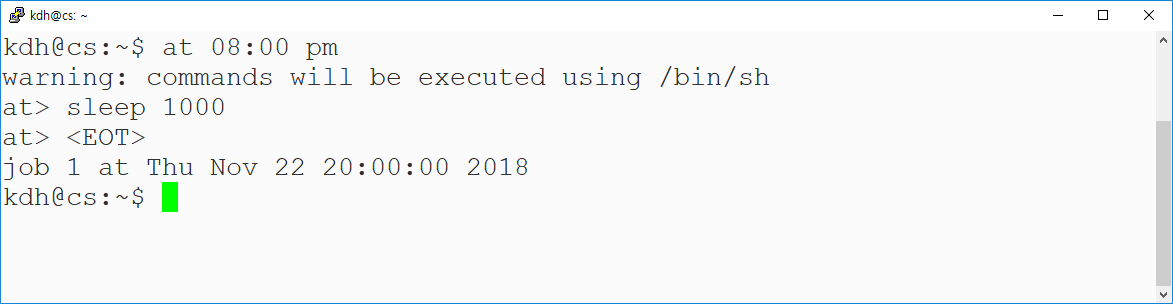 kdh@cs: ~
kdh@cs:~$ at 08:00 pm
warning: commands will be executed using /bin/sh
at> sleep 1000
at> <EOT>
job 1 at Thu Nov 22 20:00:00 2018
kdh@cs:~$